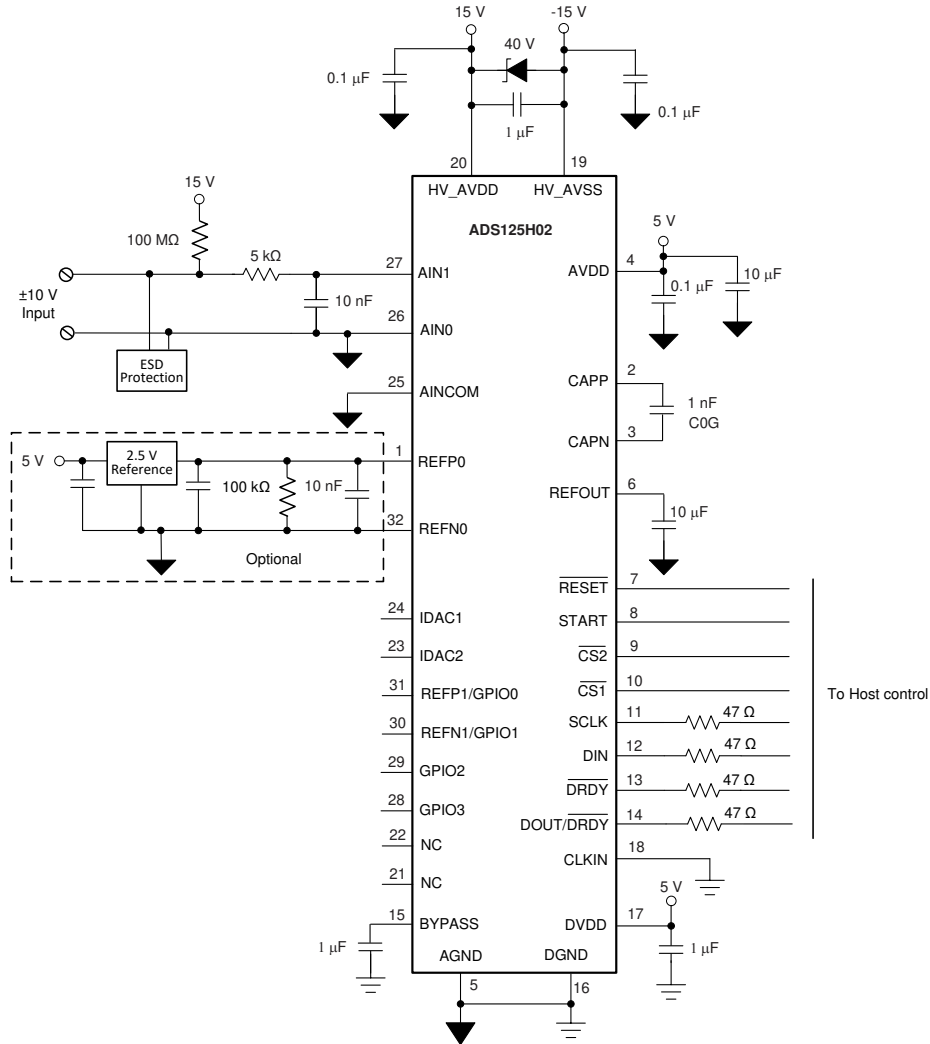 15 V
-15 V
40 V
0.1 µF
1 µF
0.1 µF
20
19
HV_AVDD
HV_AVSS
ADS125H02
15 V
100 MΩ
5 kΩ
27
AIN1
±10 V
Input
10 nF
26
AIN0
ESD
Protection
25
AINCOM
5 V
4
AVDD
0.1 µF
10 µF
2
CAPP
1 nF
C0G
3
CAPN
5 V
2.5 V
Reference
100 kΩ
10 nF
1
REFP0
32
REFN0
Optional
6
REFOUT
10 µF
24
IDAC1
23
IDAC2
31
REFP1/GPIO0
30
REFN1/GPIO1
29
GPIO2
28
GPIO3
22
NC
21
NC
15
BYPASS
1 µF
RESET
7
START
8
CS2
9
CS1
10
SCLK
11
47 Ω
DIN
12
47 Ω
DRDY
13
47 Ω
DOUT/DRDY
14
47 Ω
To Host control
CLKIN
18
5 V
DVDD
17
1 µF
AGND
DGND
5
16